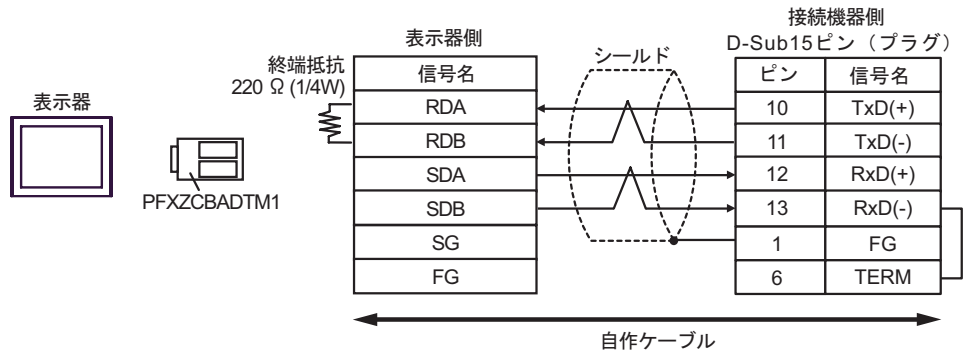 接続機器側
D-Sub15ピン（プラグ）
表示器側
シールド
終端抵抗
220 Ω (1/4W)
表示器
PFXZCBADTM1
信号名
RDA
RDB
SDA
SDB
SG
FG
ピン 信号名
10 TxD(+)
11 TxD(-)
12 RxD(+)
13 RxD(-)
1 FG
6 TERM
自作ケーブル